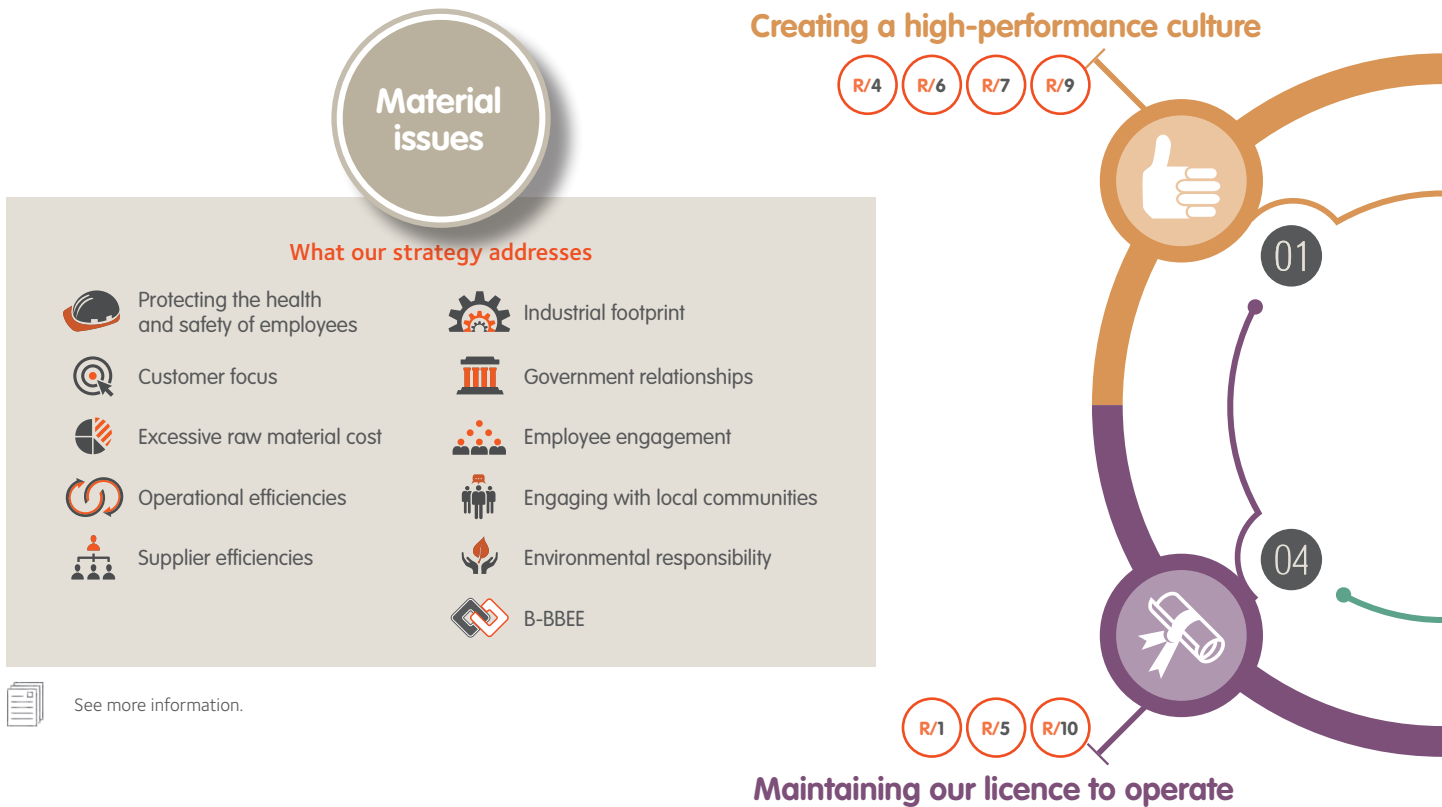 Material
issues
What our strategy addresses
Protecting the health
and safety of employees
Customer focus
Excessive raw material cost
Operational efficiencies
Supplier efficiencies
Industrial footprint
Government relationships
Employee engagement
Engaging with local communities
Environmental responsibility
B-BBEE
See more information.
Creating a high-performance culture
R/4 R/6 R/7 R/9
01
04
R/1 R/5 R/10
Maintaining our licence to operate